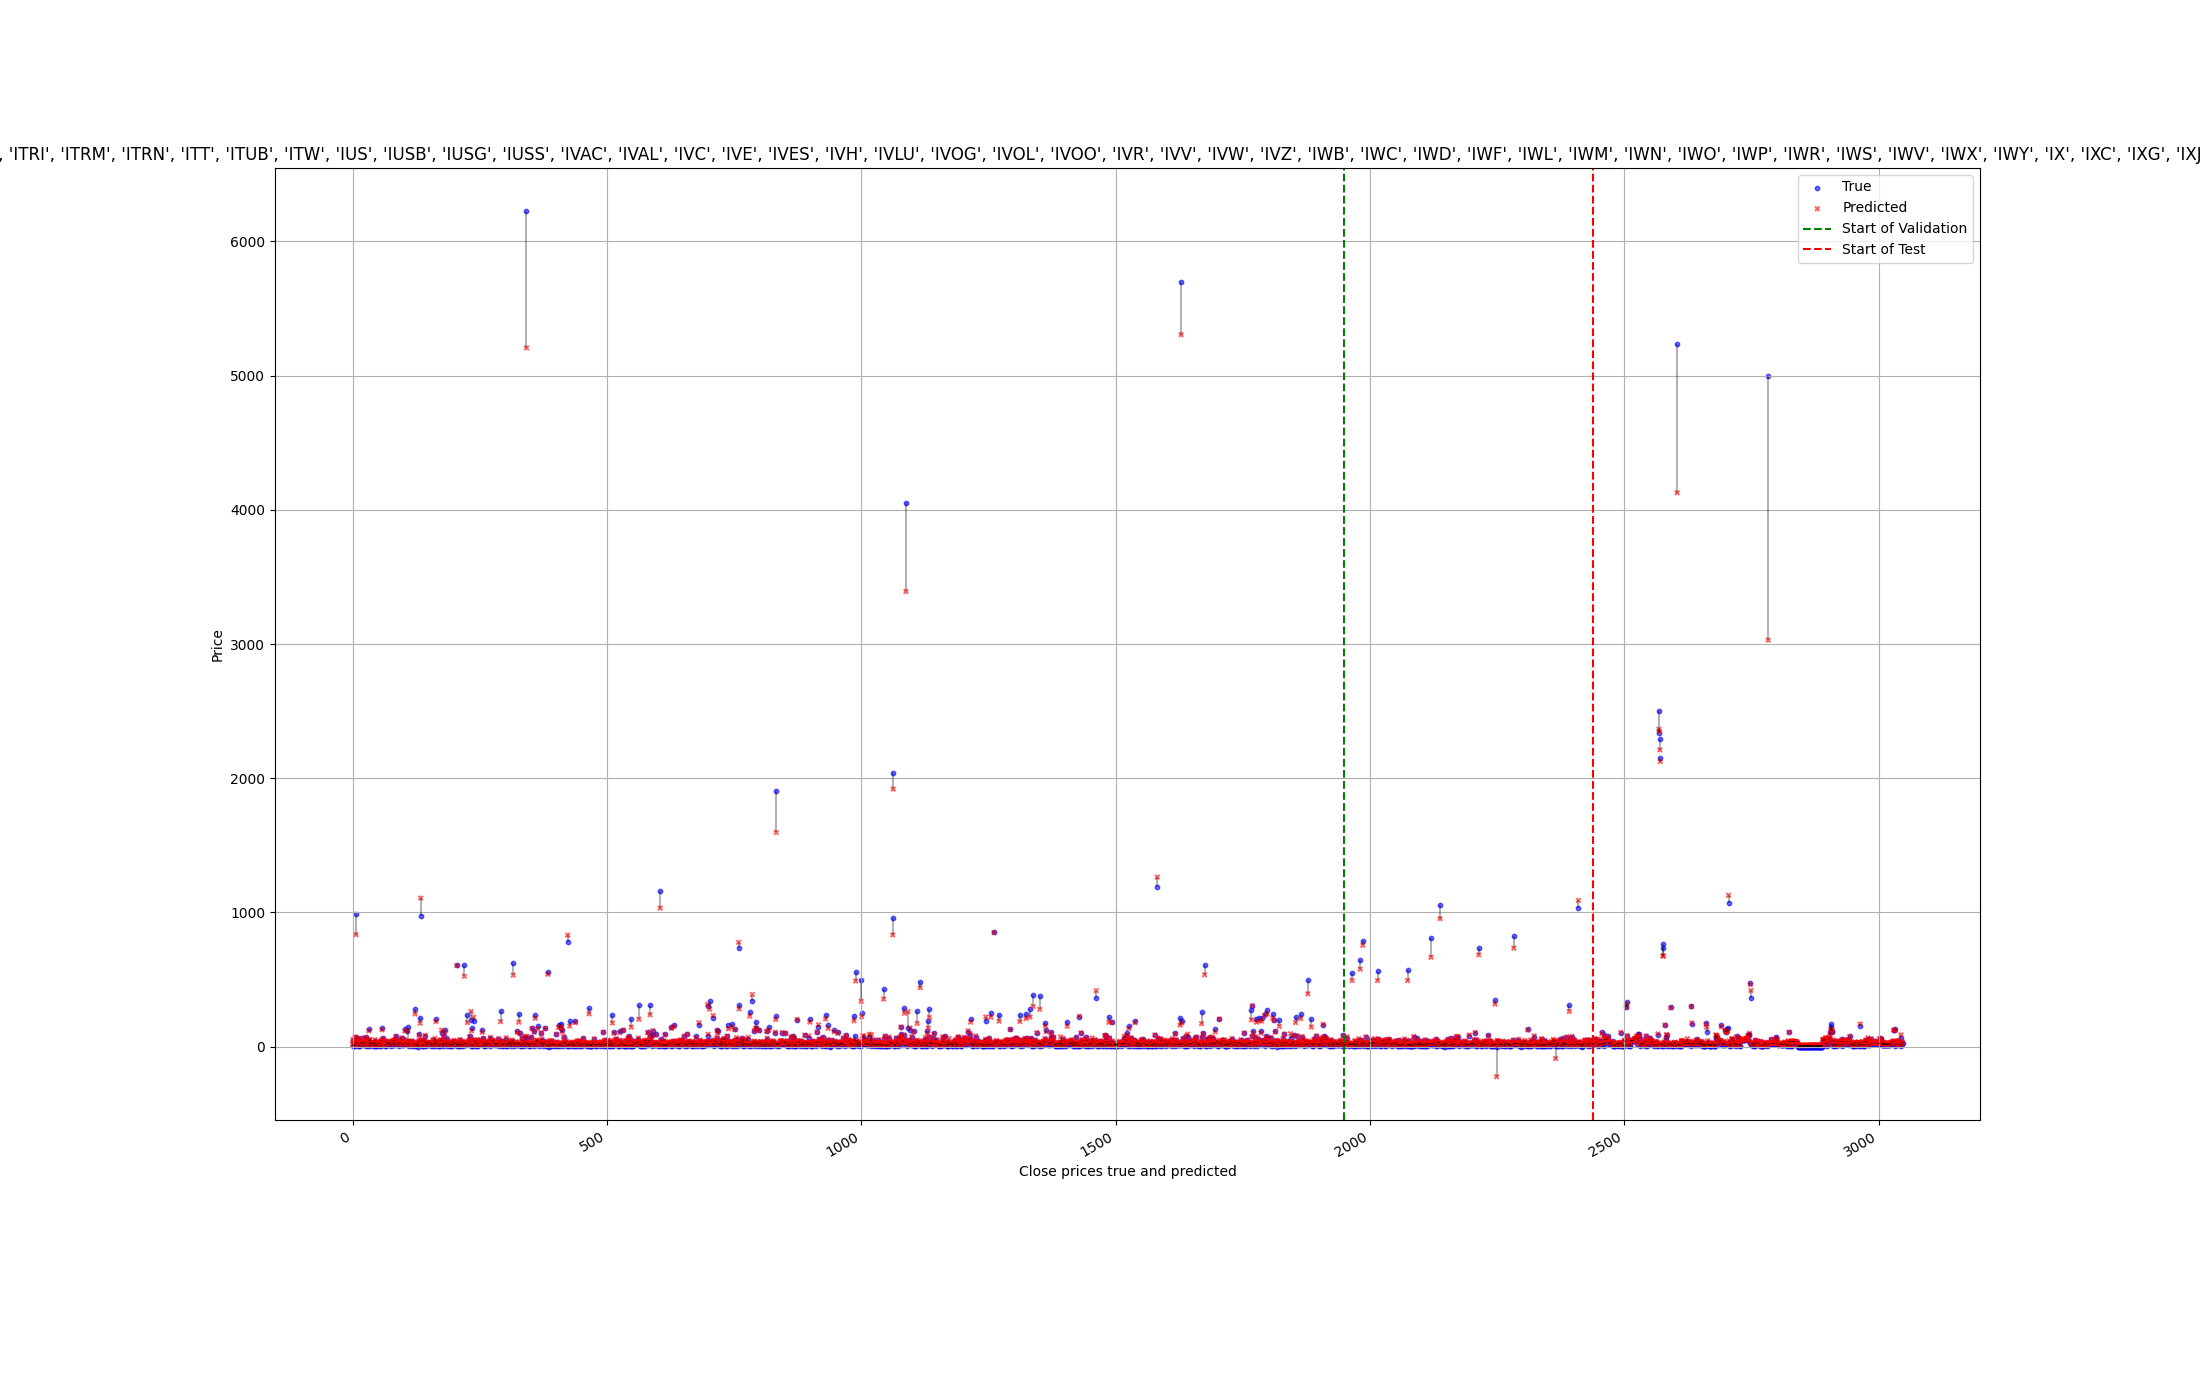 , 'ITRI', 'ITRM', 'ITRN', 'ITT', 'ITUB', 'ITW', 'IUS', 'IUSB', 'IUSG', 'IUSS', 'IVAC', 'IVAL', 'IVC', 'IVE', 'IVES', 'IVH', 'IVLU', 'IVOG', 'IVOL', 'IVOO', 'IVR', 'IVV', 'IVW', 'IVZ', 'IWB', 'IWC', 'IWD', 'IWF', 'IWL', 'IWM', 'IWN', 'IWO', 'IWP', 'IWR', 'IWS', 'IWV', 'IWX', 'IWY', 'IX', 'IXC', 'IXG', 'IXJ
True
Predicted
Start of Validation
Start of Test
6000
5000
4000
3000
2000
1000
0
Price
0 500 1000 1500 2000 2500 3000
Close prices true and predicted